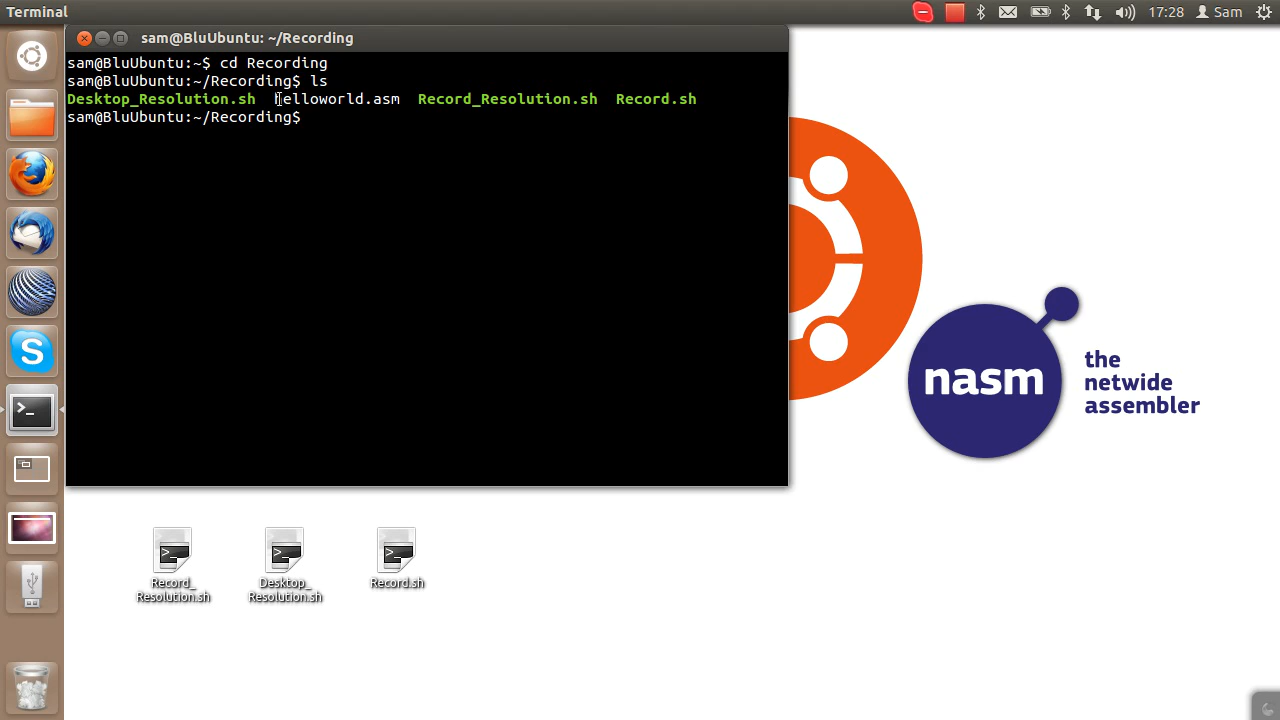 Terminal
17:28 Sam
sam@BluUbuntu: ~/Recording
sam@BluUbuntu:~$ cd Recording
sam@BluUbuntu:~/Recording$ ls
Desktop_Resolution.sh helloworld.asm Record_Resolution.sh Record.sh
sam@BluUbuntu:~/Recording$
nasm
the
netwide
assembler
Record_
Resolution.sh
Desktop_
Resolution.sh
Record.sh